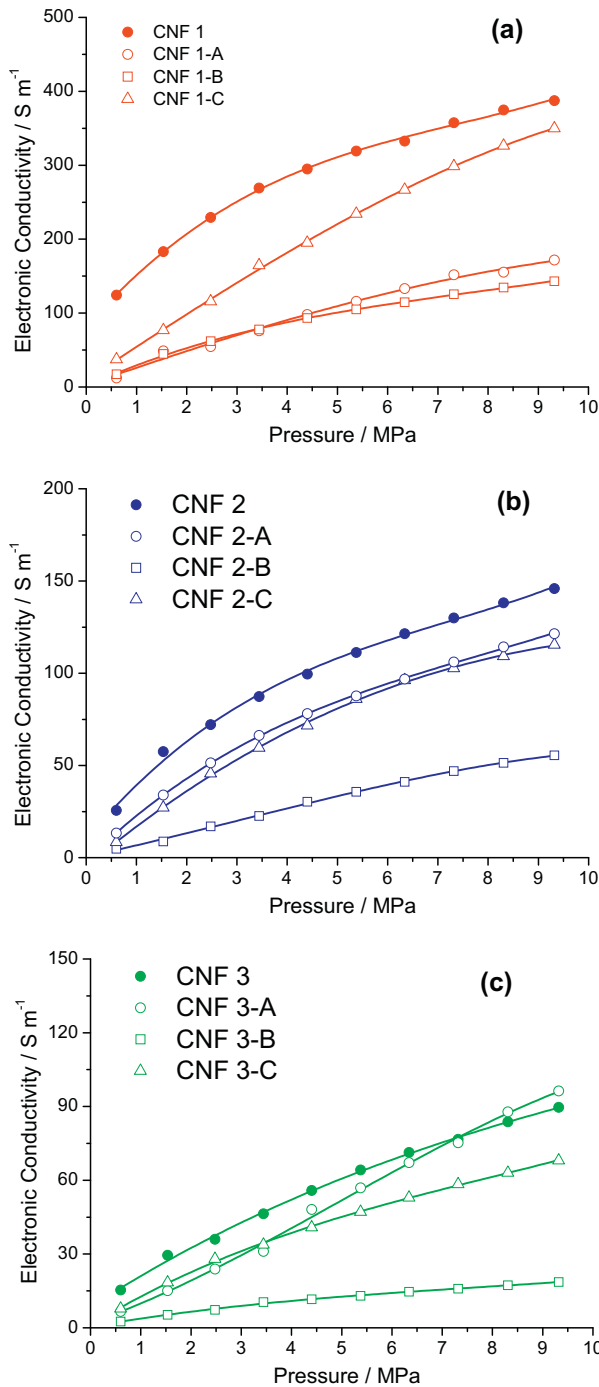 (a)
CNF 1
CNF 1-A
CNF 1-B
CNF 1-C
500
400
300
200
100
0
Electronic Conductivity / S m⁻¹
0 1 2 3 4 5 6 7 8 9 10
Pressure / MPa
(b)
CNF 2
CNF 2-A
CNF 2-B
CNF 2-C
200
150
100
50
0
Electronic Conductivity / S m⁻¹
0 1 2 3 4 5 6 7 8 9 10
Pressure / MPa
(c)
CNF 3
CNF 3-A
CNF 3-B
CNF 3-C
150
120
90
60
30
0
Electronic Conductivity / S m⁻¹
0 1 2 3 4 5 6 7 8 9 10
Pressure / MPa